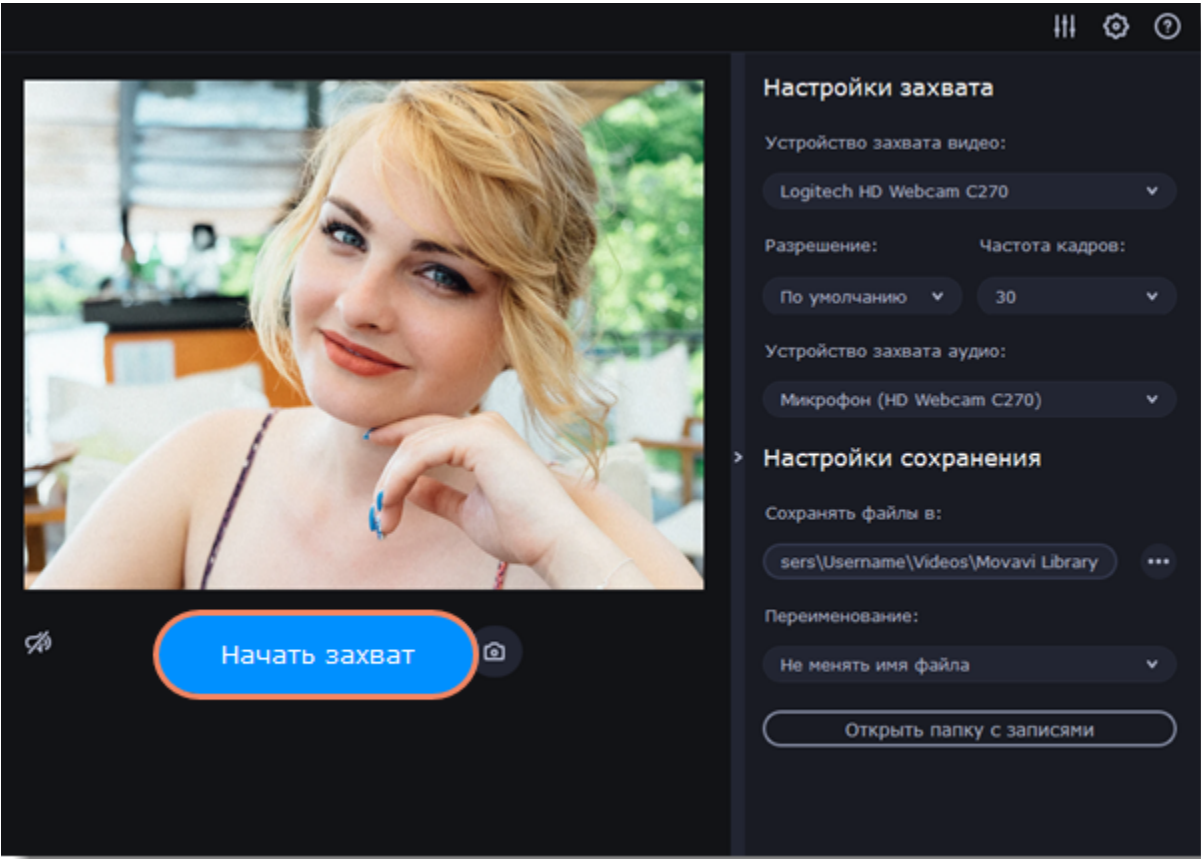 Настройки захвата
Устройство захвата видео:
Logitech HD Webcam C270
Разрешение: Частота кадров:
По умолчанию 30
Устройство захвата аудио:
Микрофон (HD Webcam C270)
Настройки сохранения
Сохранять файлы в:
sers\Username\Videos\Movavi Library
Переименование:
Не менять имя файла
Открыть папку с записями
Начать захват